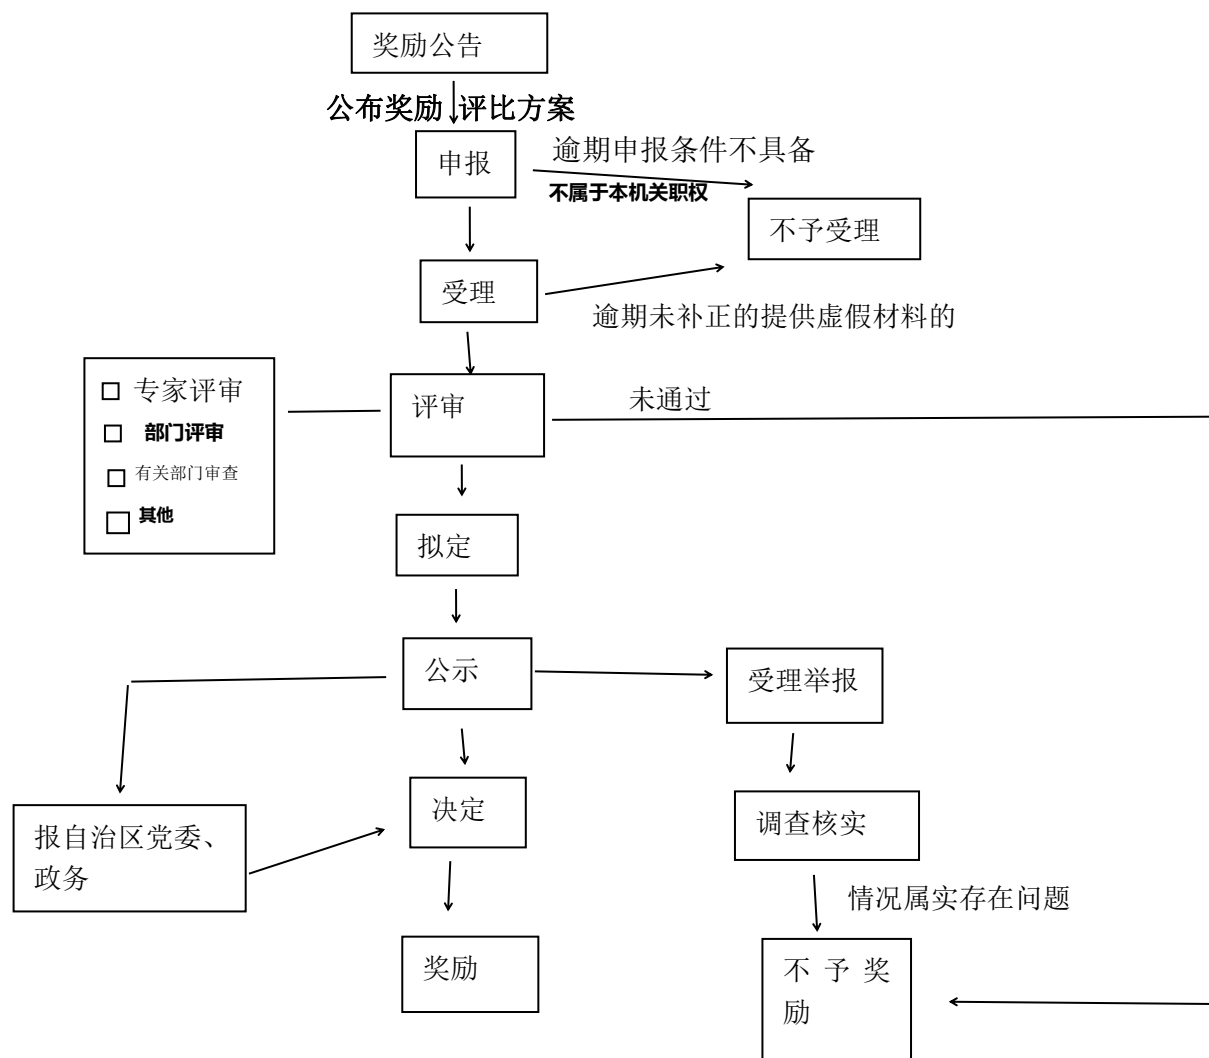 奖励公告
公布奖励 评比方案
申报
逾期申报条件不具备
不属于本机关职权
不予受理
受理
逾期未补正的提供虚假材料的
专家评审
部门评审
有关部门审查
其他
评审
未通过
拟定
公示
受理举报
决定
报自治区党委、
政务
调查核实
情况属实存在问题
奖励
不予奖
励